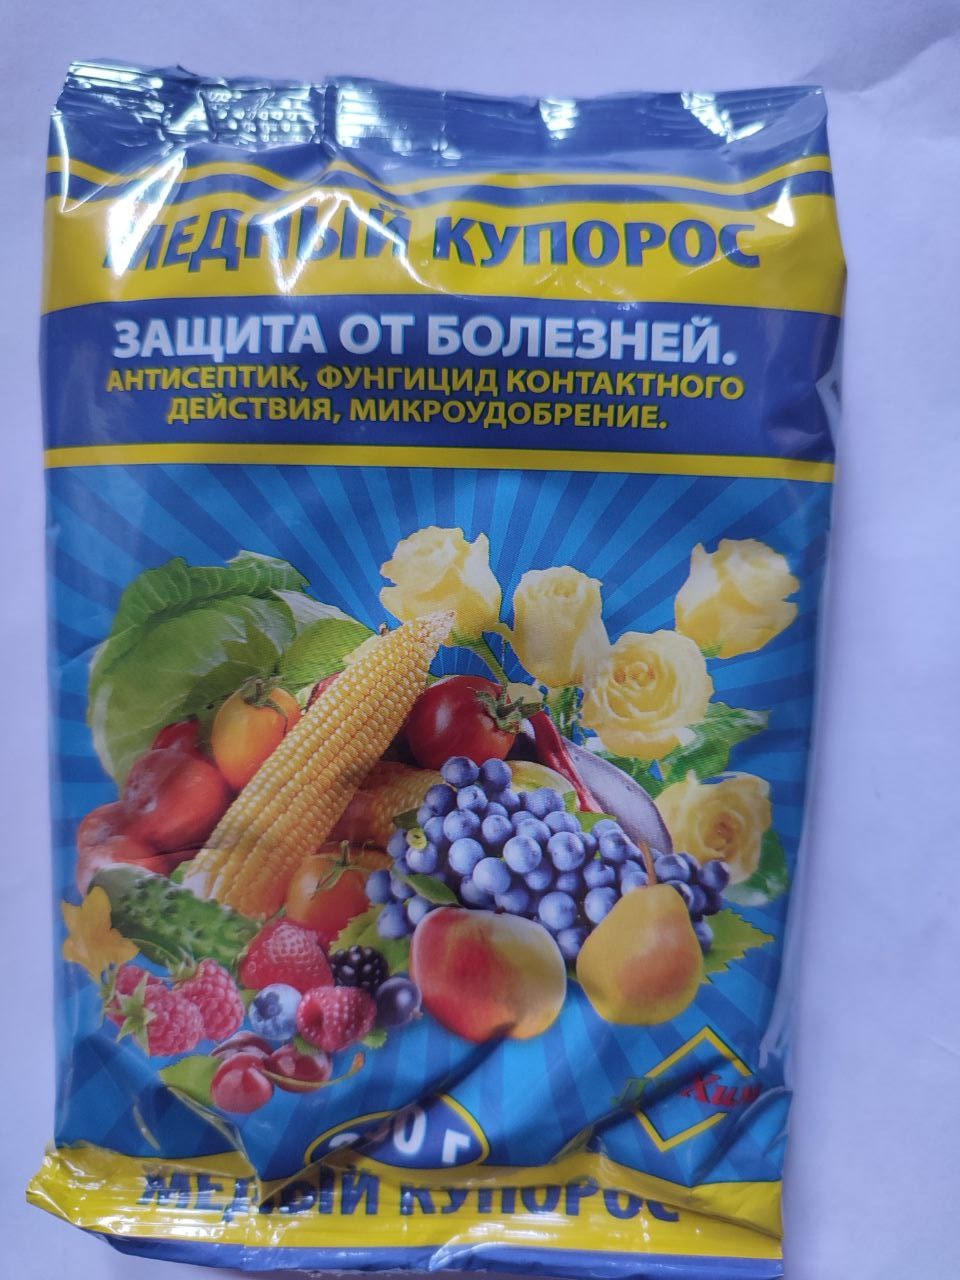 МЕДНЫЙ КУПОРОС
ЗАЩИТА ОТ БОЛЕЗНЕЙ.
АНТИСЕПТИК, ФУНГИЦИД КОНТАКТНОГО
ДЕЙСТВИЯ, МИКРОУДОБРЕНИЕ.
Г
МЕДНЫЙ КУПОРОС